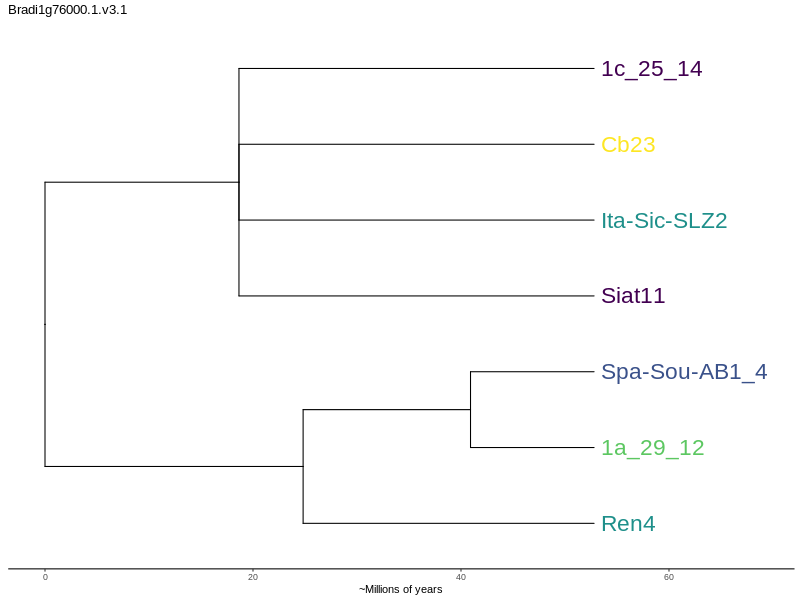 Bradi1g76000.1.v3.1
1c_25_14
Cb23
Ita-Sic-SLZ2
Siat11
Spa-Sou-AB1_4
1a_29_12
Ren4
0 20 40 60
~Millions of years